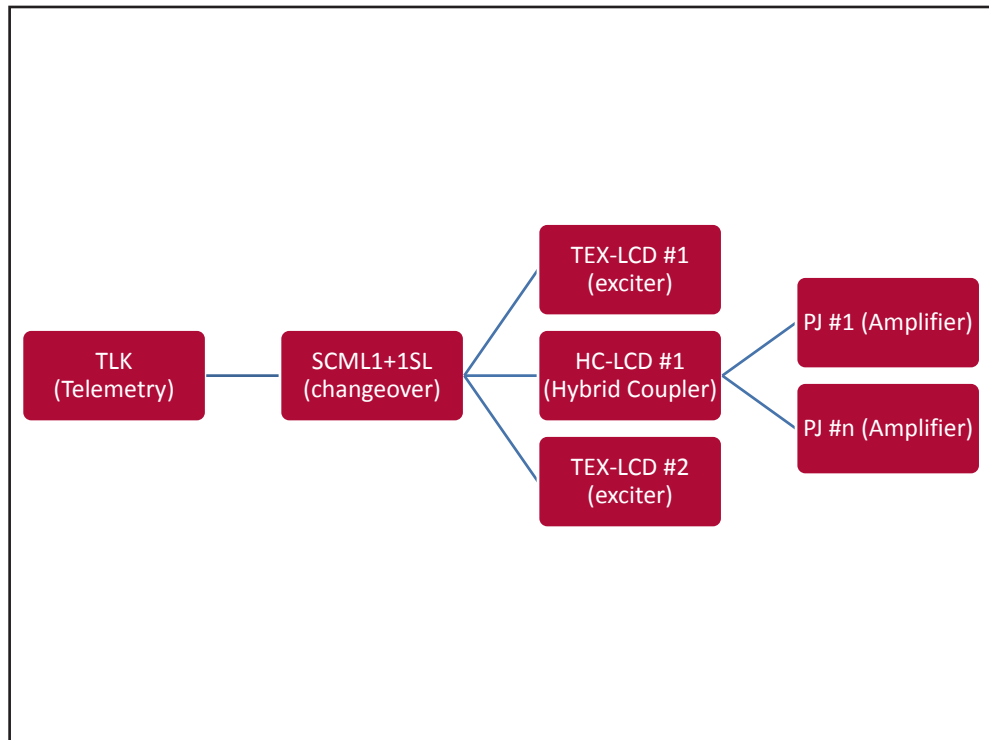 TLK
(Telemetry)
SCML1+1SL
(changeover)
TEX-LCD #1
(exciter)
HC-LCD #1
(Hybrid Coupler)
TEX-LCD #2
(exciter)
PJ #1 (Amplifier)
PJ #n (Amplifier)